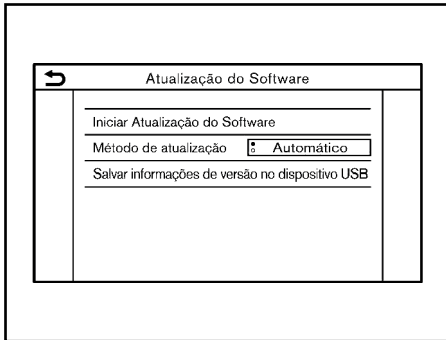 Atualização do Software
Iniciar Atualização do Software
Método de atualização Automático
Salvar informações de versão no dispositivo USB